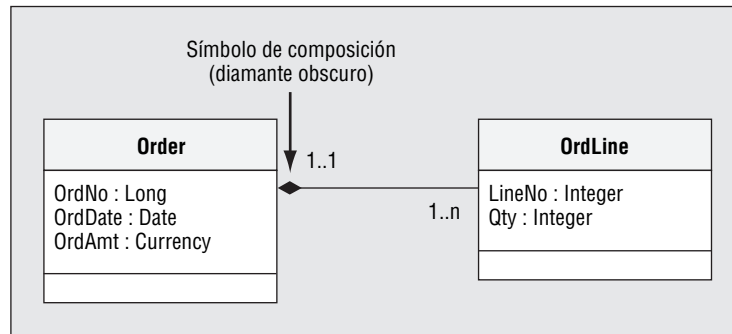 Símbolo de composición
(diamante obscuro)
Order
OrdNo : Long
OrdDate : Date
OrdAmt : Currency
1..1
1..n
OrdLine
LineNo : Integer
Qty : Integer